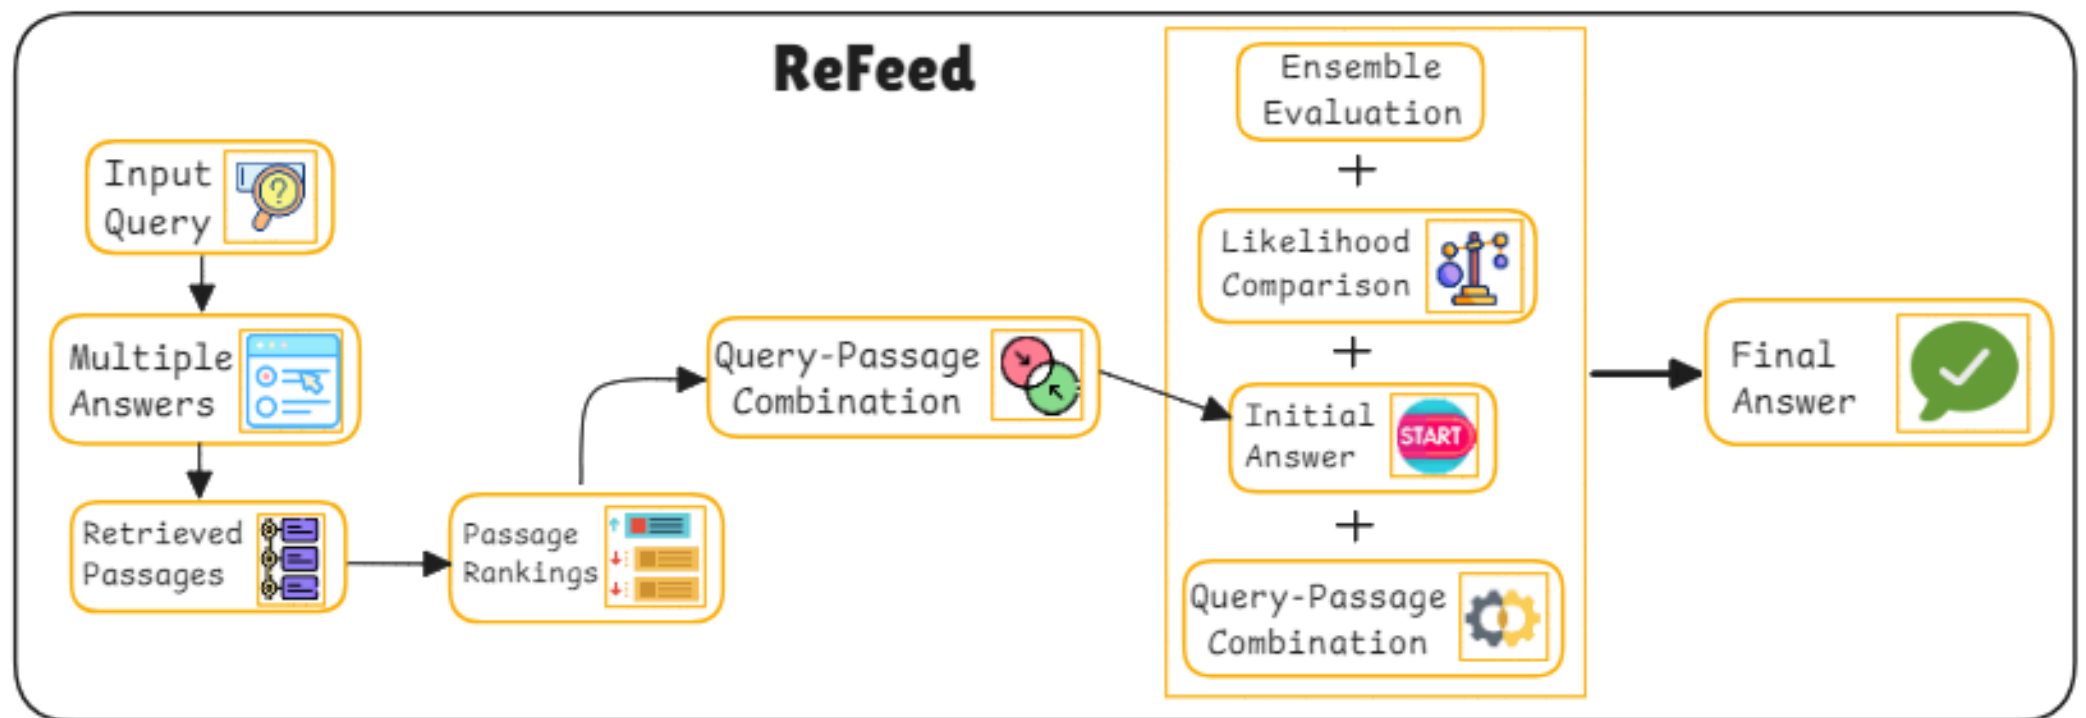 ReFeed
Input
Query
Multiple
Answers
Retrieved
Passages
Passage
Rankings
Query-Passage
Combination
Ensemble
Evaluation
+
Likelihood
Comparison
+
Initial
Answer
START
+
Query-Passage
Combination
Final
Answer